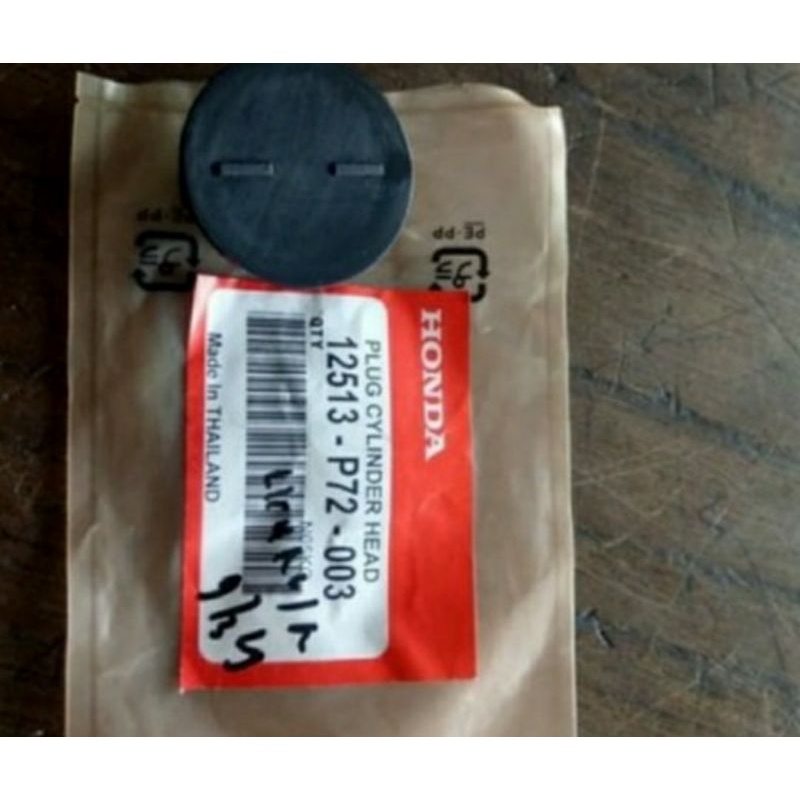 HONDA
PLUG CYLINDER HEAD
12513 - P72 - 003
QTY
Made In THAILAND
PE·PP
PE·PP